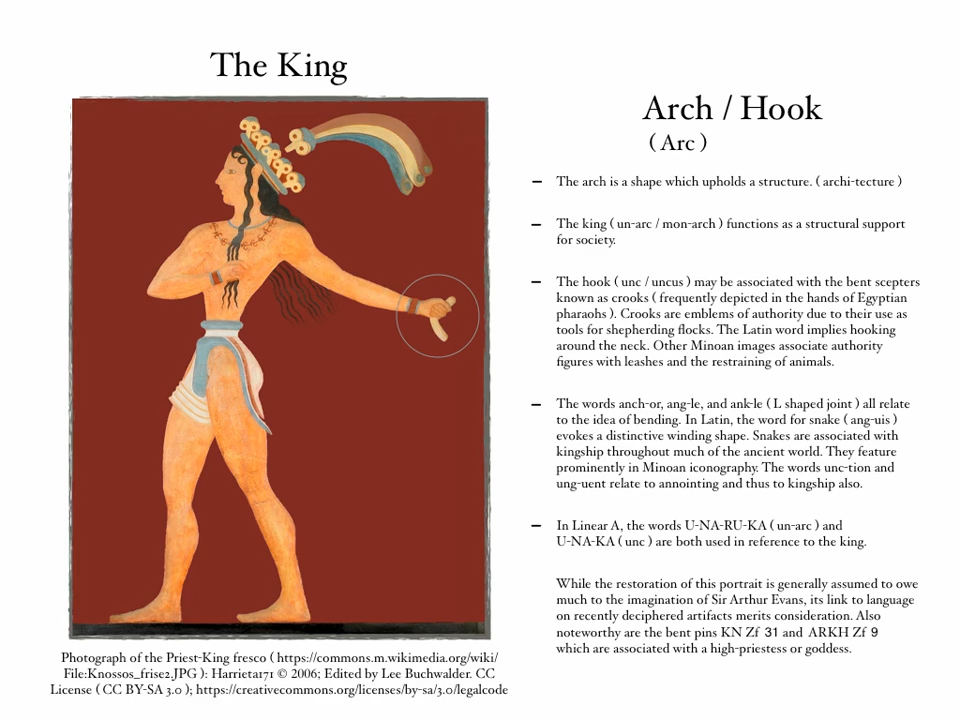 The King
Photograph of the Priest-King fresco ( https://commons.m.wikimedia.org/wiki/
File:Knossos_frise2.JPG ): Harrieta171 © 2006; Edited by Lee Buchwalder. CC
License ( CC BY-SA 3.0 ); https://creativecommons.org/licenses/by-sa/3.0/legalcode
Arch / Hook
( Arc )
– The arch is a shape which upholds a structure. ( archi-tecture )
– The king ( un-arc / mon-arch ) functions as a structural support
for society.
– The hook ( unc / uncus ) may be associated with the bent scepters
known as crooks ( frequently depicted in the hands of Egyptian
pharaohs ). Crooks are emblems of authority due to their use as
tools for shepherding flocks. The Latin word implies hooking
around the neck. Other Minoan images associate authority
figures with leashes and the restraining of animals.
– The words anch-or, ang-le, and ank-le ( L shaped joint ) all relate
to the idea of bending. In Latin, the word for snake ( ang-uis )
evokes a distinctive winding shape. Snakes are associated with
kingship throughout much of the ancient world. They feature
prominently in Minoan iconography. The words unc-tion and
ung-uent relate to annointing and thus to kingship also.
– In Linear A, the words U-NA-RU-KA ( un-arc ) and
U-NA-KA ( unc ) are both used in reference to the king.
While the restoration of this portrait is generally assumed to owe
much to the imagination of Sir Arthur Evans, its link to language
on recently deciphered artifacts merits consideration. Also
noteworthy are the bent pins KN Zf 31 and ARKH Zf 9
which are associated with a high-priestess or goddess.